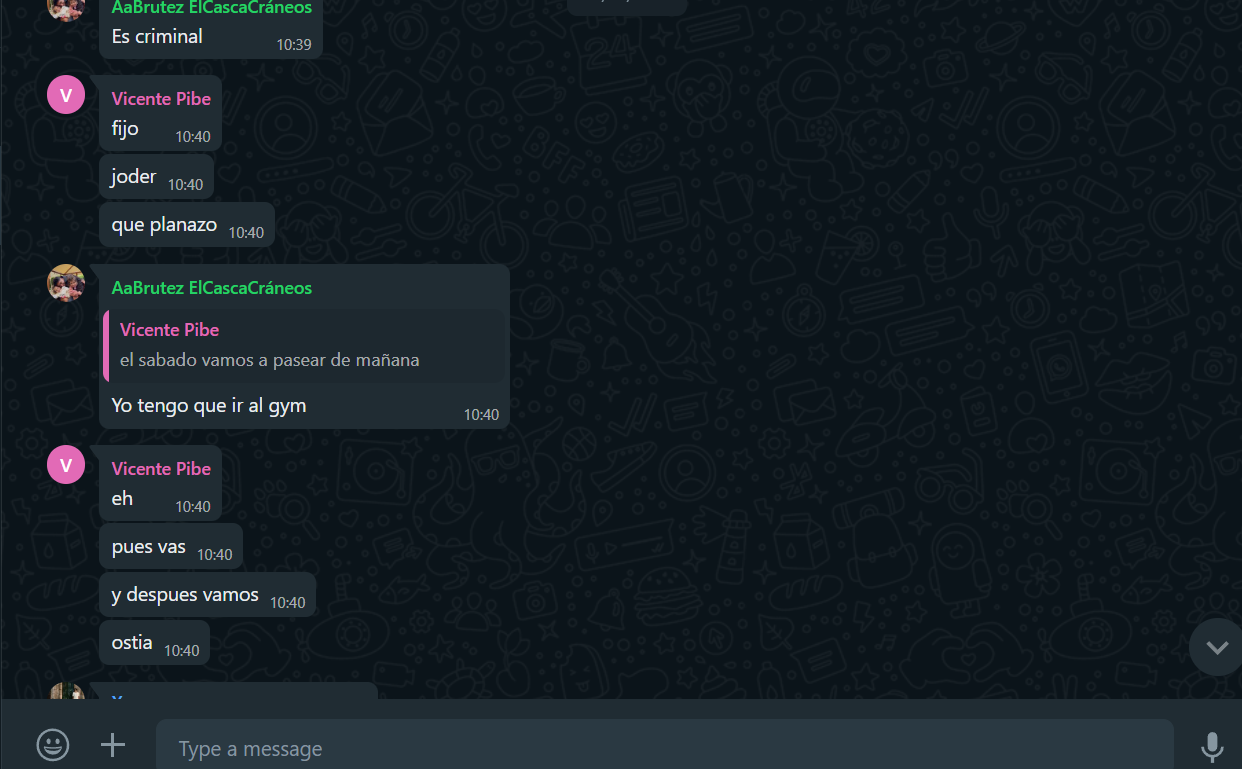 AaBrutez ElCascaCráneos
Es criminal
10:39
V
Vicente Pibe
fijo
10:40
joder
10:40
que planazo
10:40
AaBrutez ElCascaCráneos
Vicente Pibe
el sabado vamos a pasear de mañana
Yo tengo que ir al gym
10:40
V
Vicente Pibe
eh
10:40
pues vas
10:40
y despues vamos
10:40
ostia
10:40
Type a message